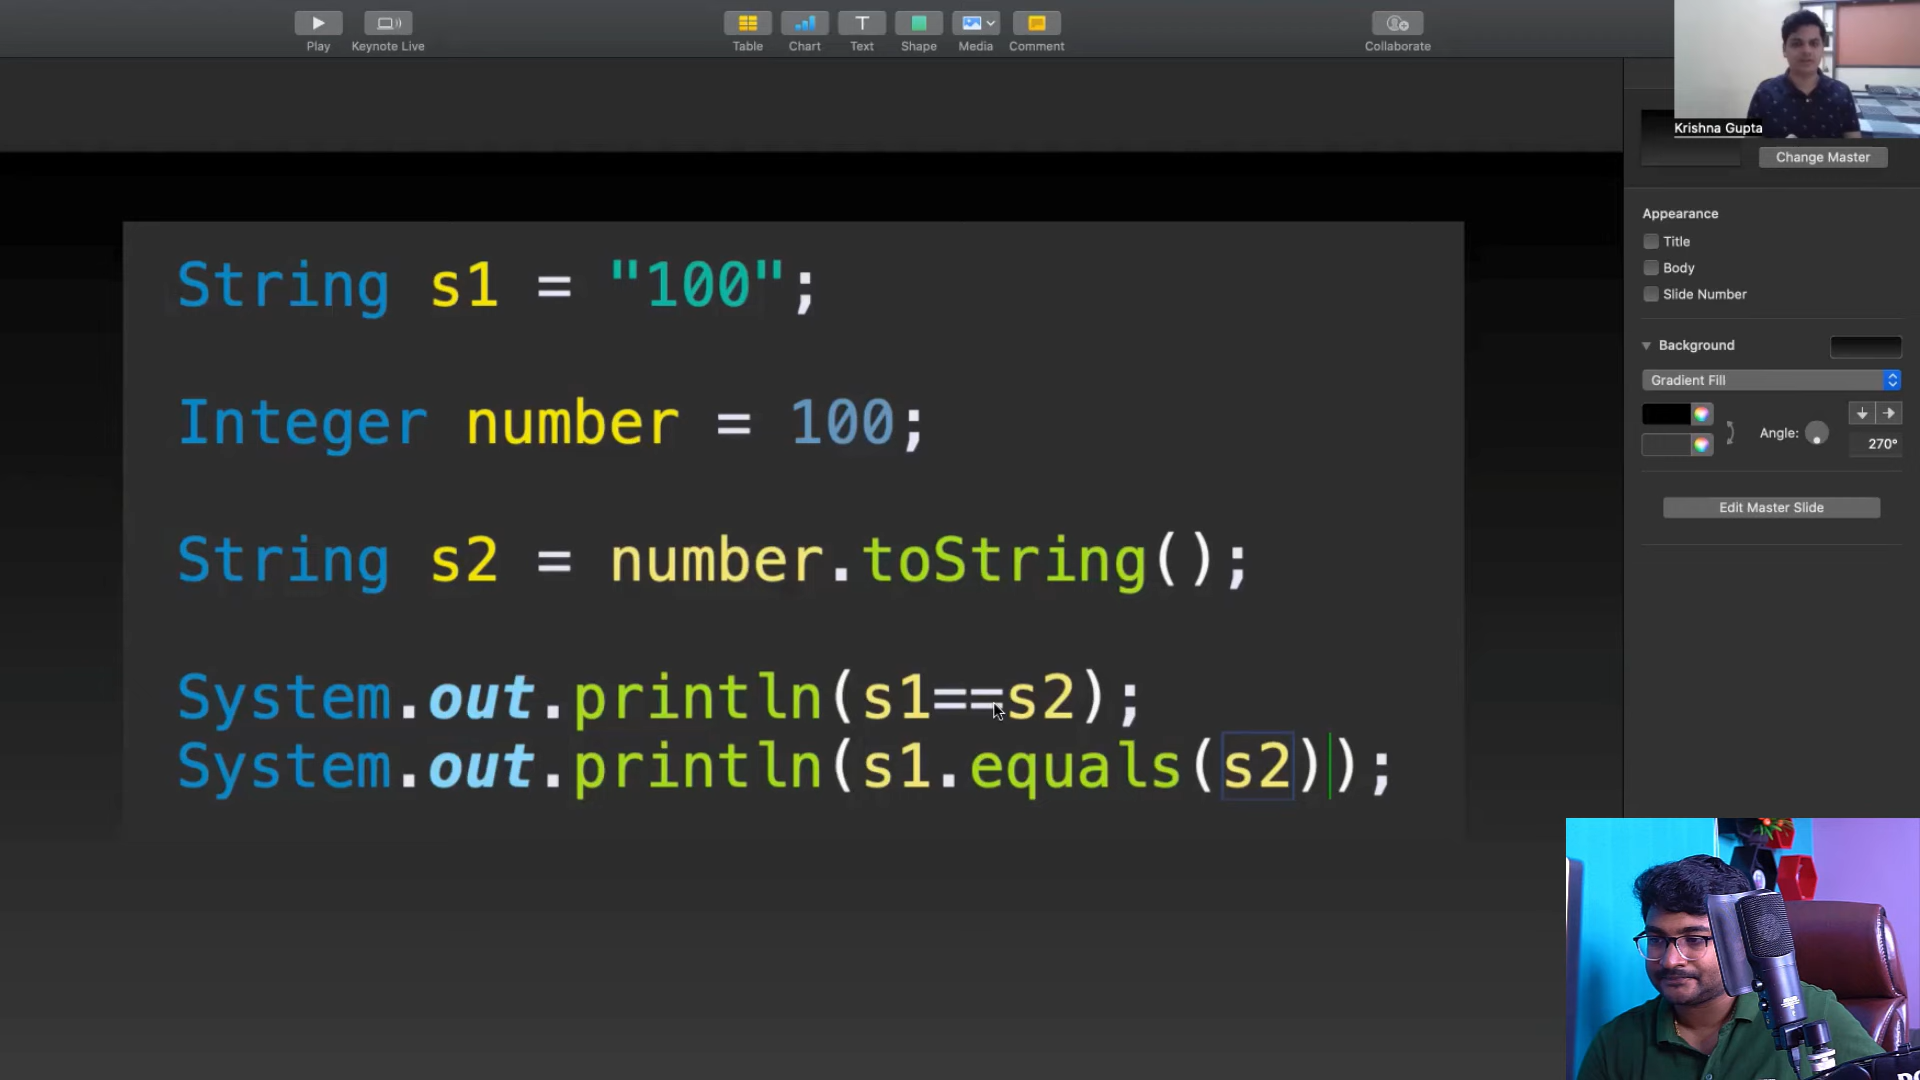 Play
Keynote Live
Table
Chart
Text
Shape
Media
Comment
Collaborate
Krishna Gupta
Change Master
Appearance
Title
Body
Slide Number
Background
Gradient Fill
Angle:
270°
Edit Master Slide
String s1 = "100";
Integer number = 100;
String s2 = number.toString();
System.out.println(s1==s2);
System.out.println(s1.equals(s2));